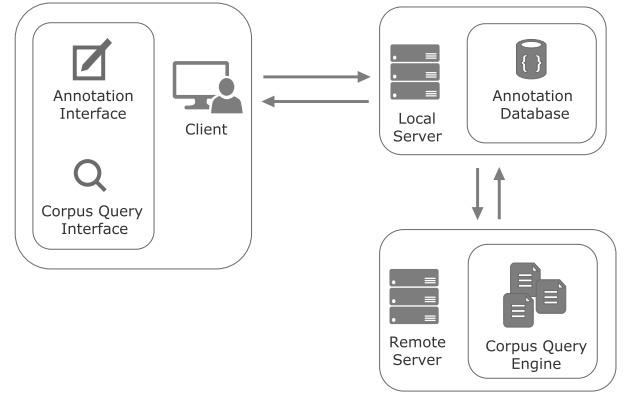 Annotation
Interface
Client
Corpus Query
Interface
Local
Server
Annotation
Database
{ }
Remote
Server
Corpus Query
Engine